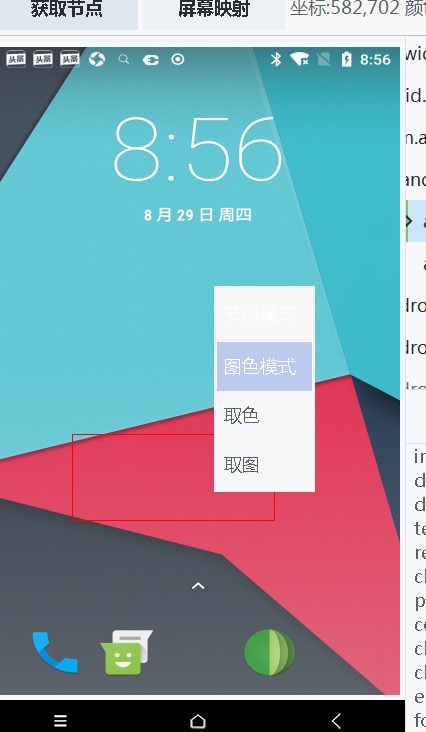 获取节点 屏幕映射 坐标:582,702 颜
头条 头条 头条 8:56
8:56
8 月 29 日 周四
节点模式
图色模式
取色
取图
wid
id.
m.a
and
a
a
dro
dro
dro
in
d
d
te
re
cl
p
ce
cl
cl
e
fo